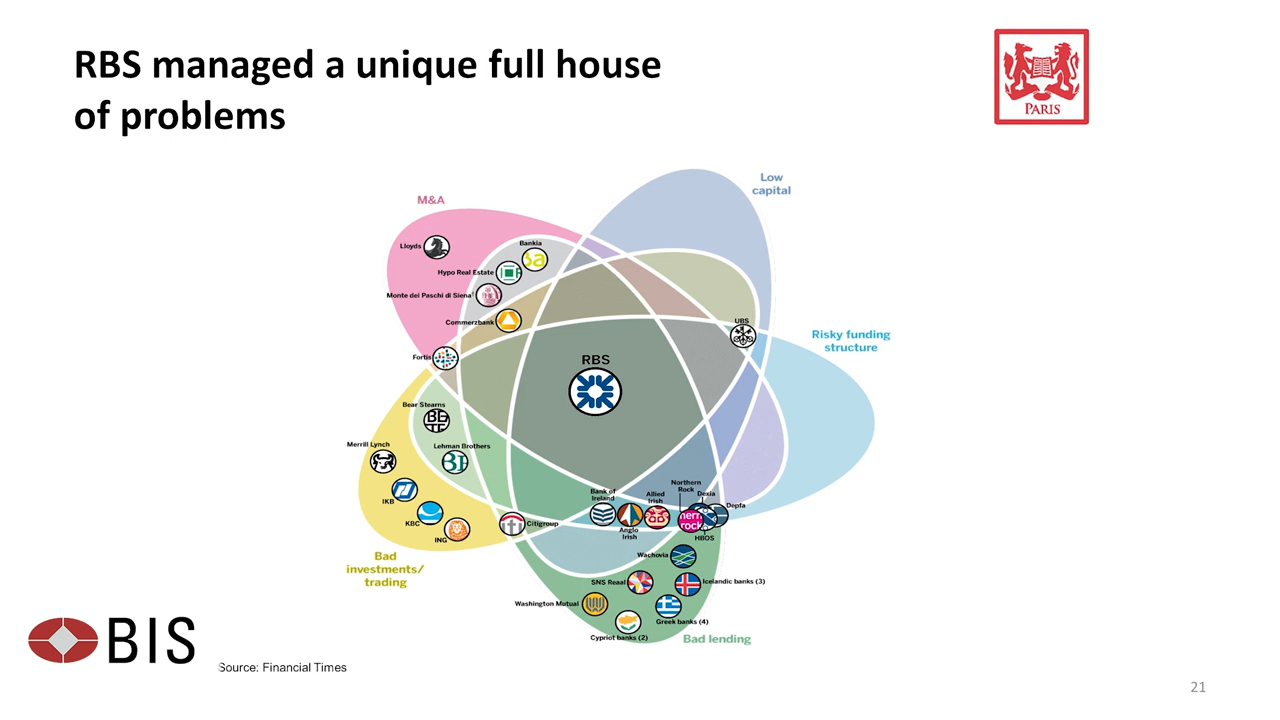 RBS managed a unique full house
of problems
PARIS
Low
capital
M&A
Lloyds
Bankia
Hypo Real Estate
Monte dei Paschi di Siena
Commerzbank
UBS
Risky funding
structure
Fortis
RBS
Bear Stearns
Merrill Lynch
Lehman Brothers
IKB
KBC
ING
Citigroup
Bank of
Ireland
Anglo
Irish
Allied
Irish
Northern
Rock
Dexia
Depfa
HBOS
Bad
investments/
trading
Wachovia
SNS Reaal
Icelandic banks (3)
Washington Mutual
Greek banks (4)
Cypriot banks (2)
Bad lending
BIS
Source: Financial Times
21